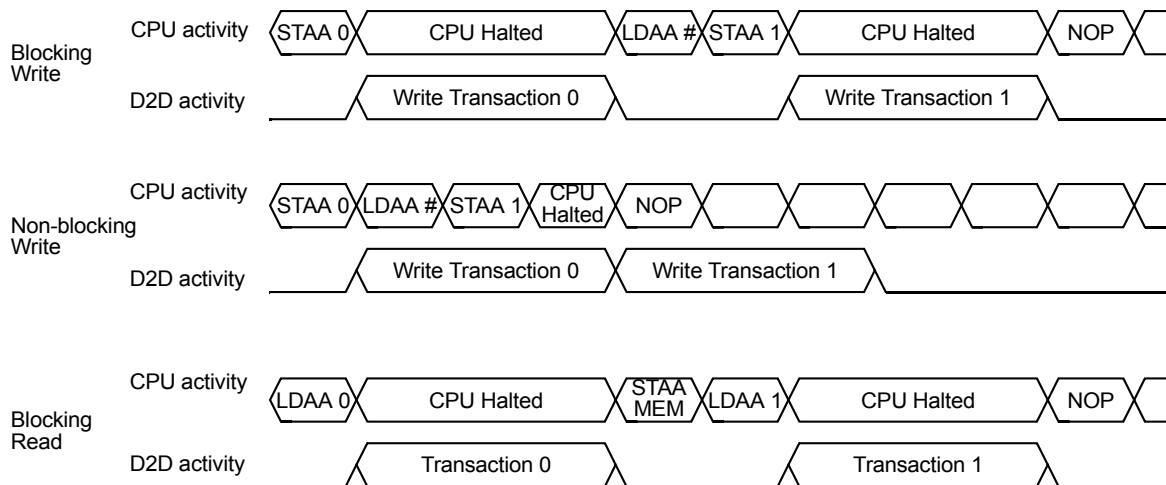 CPU activity STAA 0 CPU Halted LDAA # STAA 1 CPU Halted NOP
Blocking
Write
D2D activity Write Transaction 0 Write Transaction 1
CPU activity STAA 0 LDAA # STAA 1 CPU
Halted NOP
Non-blocking
Write
D2D activity Write Transaction 0 Write Transaction 1
CPU activity LDAA 0 CPU Halted STAA
MEM LDAA 1 CPU Halted NOP
Blocking
Read
D2D activity Transaction 0 Transaction 1